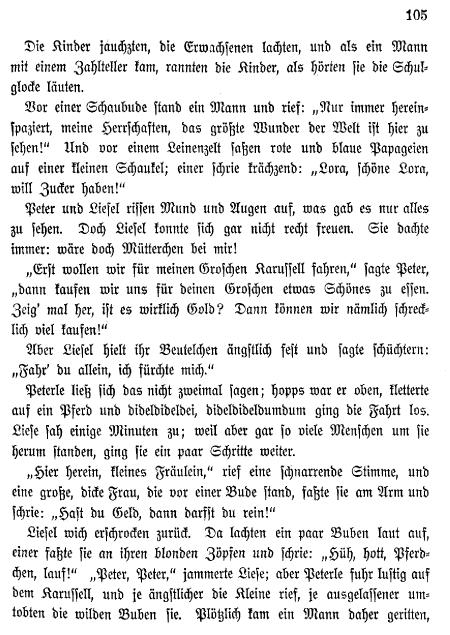 105
Die Kinder jauchzten, die Erwachsenen lachten, und als ein Mann
mit einem Zahlteller kam, rannten die Kinder, als hörten sie die Schul-
glocke läuten.
Vor einer Schaubude stand ein Mann und rief: „Nur immer herein-
spaziert, meine Herrschaften, das größte Wunder der Welt ist hier zu
sehen!“ Und vor einem Leinenzelt saßen rote und blaue Papageien
auf einer kleinen Schaukel; einer schrie krächzend: „Lora, schöne Lora,
will Zucker haben!“
Peter und Liesel rissen Mund und Augen auf, was gab es nur alles
zu sehen. Doch Liesel konnte sich gar nicht recht freuen. Sie dachte
immer: wäre doch Mütterchen bei mir!
„Erst wollen wir für meinen Groschen Karussell fahren,“ sagte Peter,
„dann kaufen wir uns für deinen Groschen etwas Schönes zu essen.
Zeig' mal her, ist es wirklich Gold? Dann können wir nämlich schreck-
lich viel kaufen!“
Aber Liesel hielt ihr Beutelchen ängstlich fest und sagte schüchtern:
„Fahr' du allein, ich fürchte mich.“
Peterle ließ sich das nicht zweimal sagen; hopps war er oben, kletterte
auf ein Pferd und dideldibeldei, dideldibeldumdum ging die Fahrt los.
Liese sah einige Minuten zu; weil aber gar so viele Menschen um sie
herum standen, ging sie ein paar Schritte weiter.
„Hier herein, kleines Fräulein,“ rief eine schnarrende Stimme, und
eine große, dicke Frau, die vor einer Bude stand, faßte sie am Arm und
schrie: „Hast du Geld, dann darfst du rein!“
Liesel wich erschrocken zurück. Da lachten ein paar Buben laut auf,
einer faßte sie an ihren blonden Zöpfen und schrie: „Hüh, hott, Pferd-
chen, lauf!“ „Peter, Peter,“ jammerte Liese; aber Peterle fuhr lustig auf
dem Karussell, und je ängstlicher die Kleine rief, je ausgelassener um-
tobten die wilden Buben sie. Plötzlich kam ein Mann daher geritten,